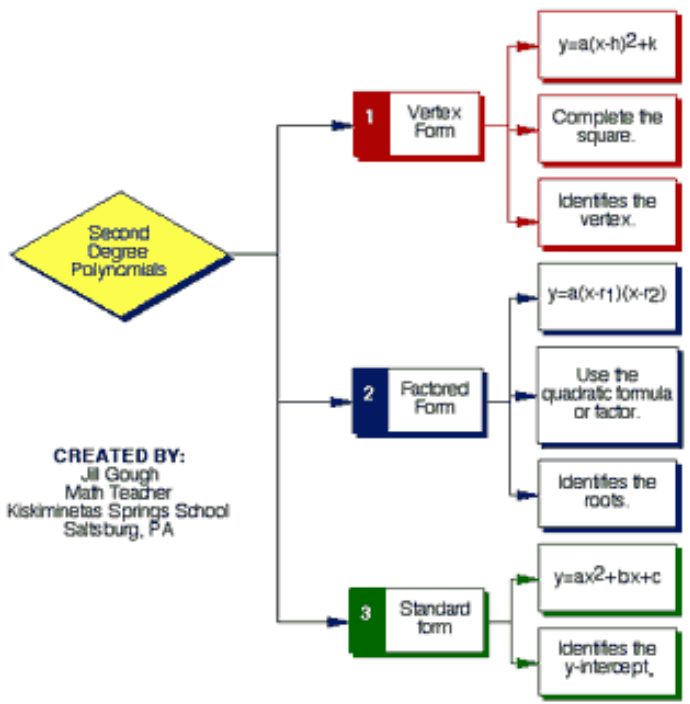 Second
Degree
Polynomials
1
Vertex
Form
y=a(x-h)²+k
Complete the
square.
Identifies the
vertex.
2
Factored
Form
y=a(x-r1)(x-r2)
Use the
quadratic formula
or factor.
Identifies the
roots.
3
Standard
form
y=ax²+bx+c
Identifies the
y-intercept.
CREATED BY:
Jill Gough
Math Teacher
Kiskiminetas Springs School
Saltsburg, PA